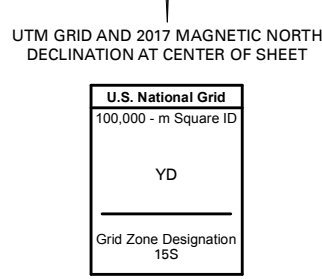 UTM GRID AND 2017 MAGNETIC NORTH
DECLINATION AT CENTER OF SHEET
U.S. National Grid
100,000 - m Square ID
YD
Grid Zone Designation
15S